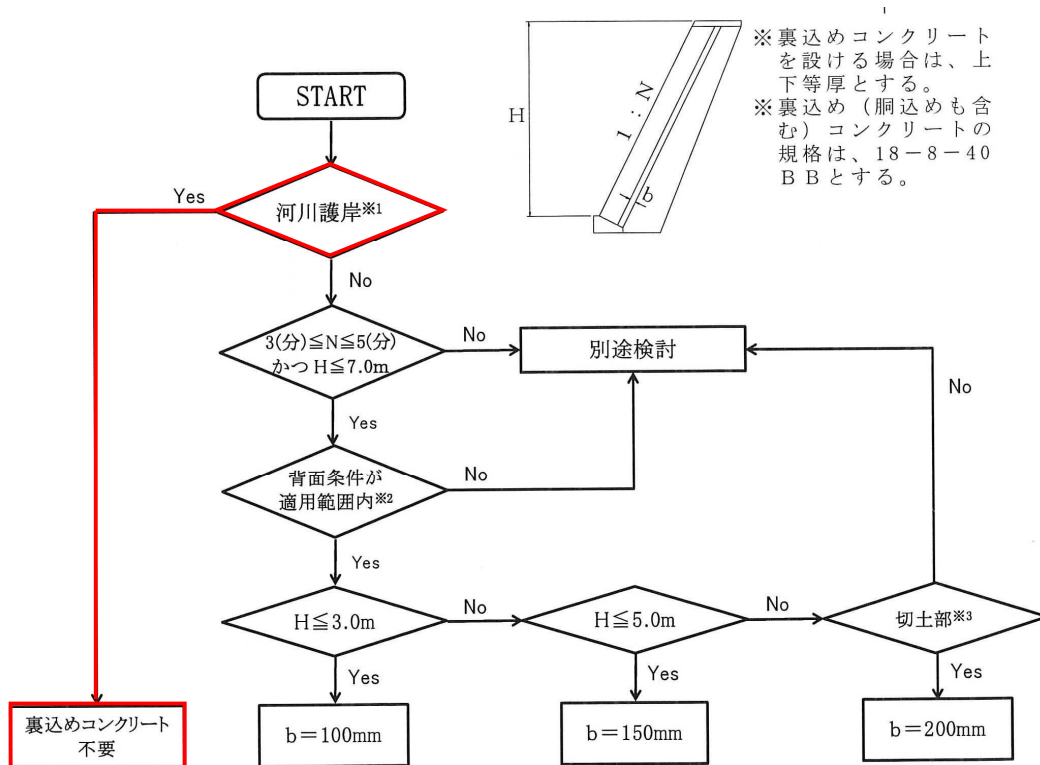 START
Yes
河川護岸※1
No
3(分)≦N≦5(分)
かつH≦7.0m
No
別途検討
Yes
背面条件が
適用範囲内※2
No
Yes
H≦3.0m
No
H≦5.0m
No
切土部※3
No
Yes
Yes
Yes
裏込めコンクリート
不要
b=100mm
b=150mm
b=200mm
H
1:N
b
※裏込めコンクリート
を設ける場合は、上
下等厚とする。
※裏込め（胴込めも含
む）コンクリートの
規格は、18－8－40
ＢＢとする。